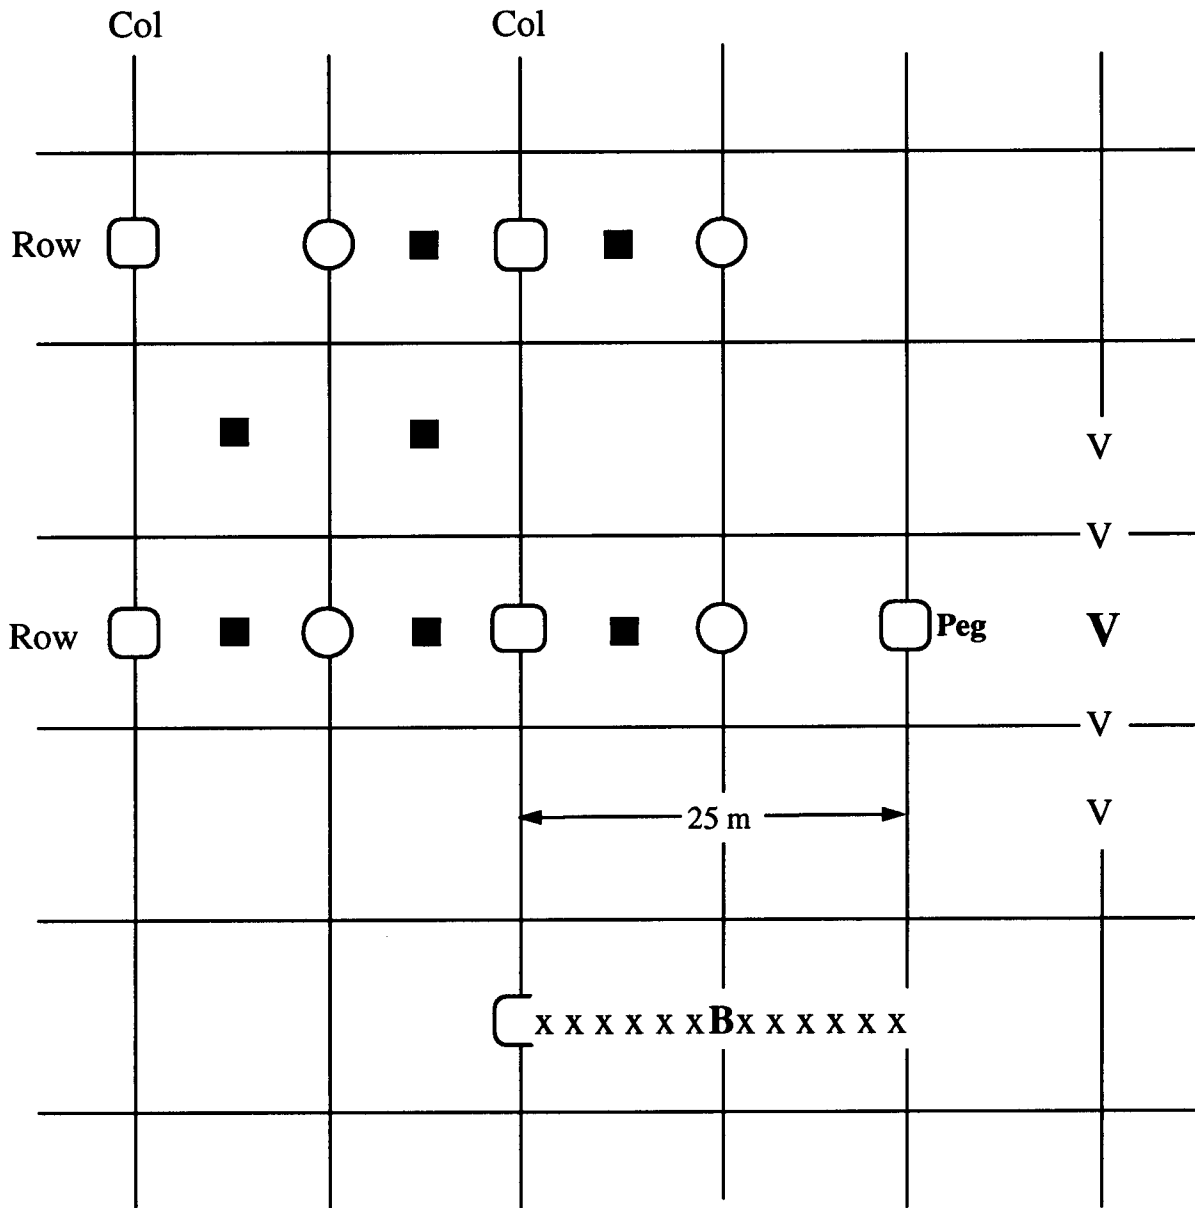 Col Col
Row
V
V
Row Peg V
V
25 m V
x x x x x x B x x x x x x